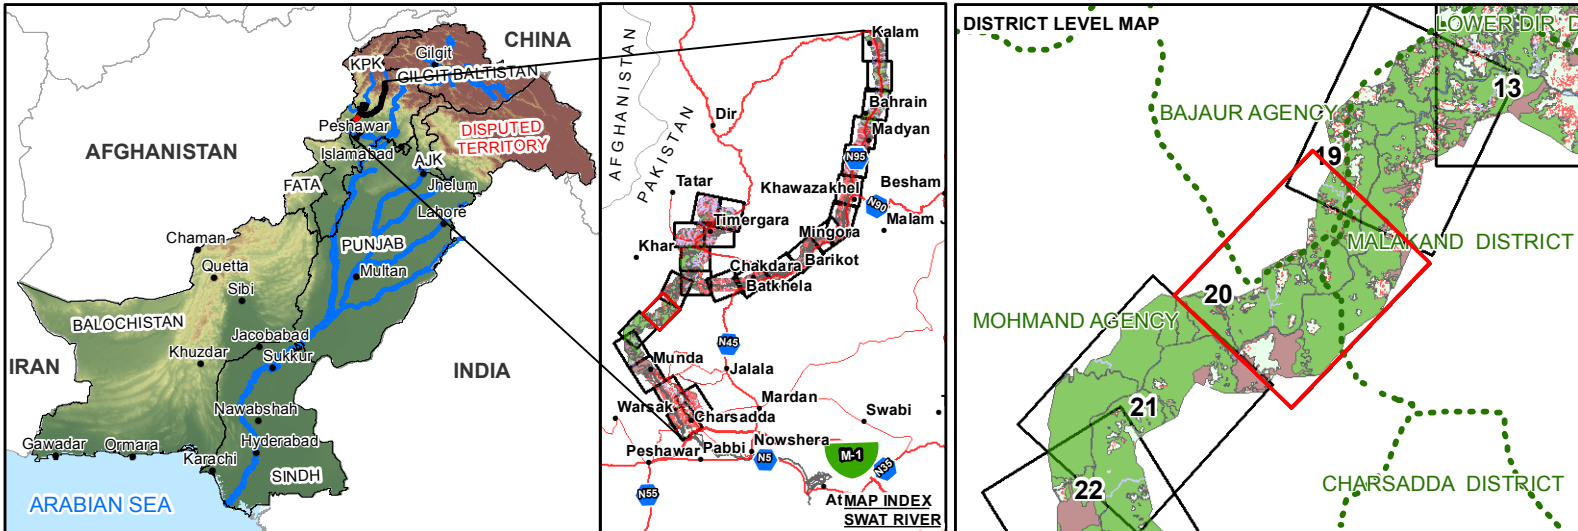 CHINA
Gilgit
KPK
GILGIT BALTISTAN
Peshawar
DISPUTED
TERRITORY
AFGHANISTAN
Islamabad
AJK
FATA
Jhelum
Lahore
Chaman
PUNJAB
Quetta
Multan
Sibi
BALOCHISTAN
Jacobabad
Khuzdar
Sukkur
IRAN
INDIA
Nawabshah
Gawadar
Ormara
Hyderabad
Karachi
SINDH
ARABIAN SEA
Kalam
AFGHANISTAN
PAKISTAN
Bahrain
Dir
Madyan
N95
Tatar
Khawazakhel
Besham
N90
Timergara
Malam
Khar
Mingora
Barikot
Chakdara
Batkhela
N45
Munda
Jalala
Mardan
Warsak
Charsadda
Swabi
Nowshera
Peshawar
Pabbi
N5
M-1
N35
N55
At
MAP INDEX
SWAT RIVER
DISTRICT LEVEL MAP
LOWER DIR D
13
BAJAUR AGENCY
19
MALAKAND DISTRICT
20
MOHMAND AGENCY
21
CHARSADDA DISTRICT
22